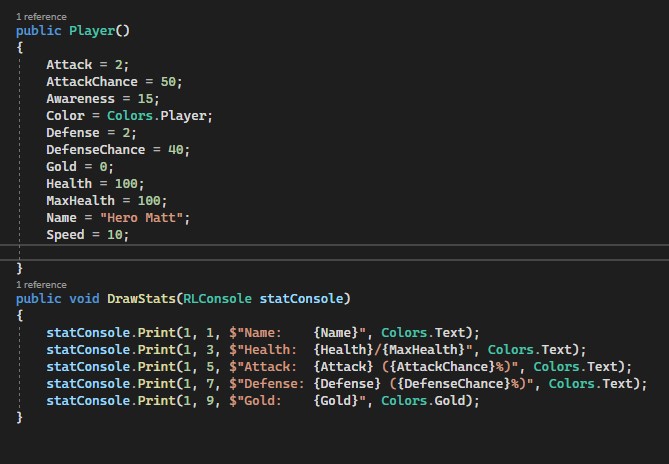 1 reference
public Player()
{
    Attack = 2;
    AttackChance = 50;
    Awareness = 15;
    Color = Colors.Player;
    Defense = 2;
    DefenseChance = 40;
    Gold = 0;
    Health = 100;
    MaxHealth = 100;
    Name = "Hero Matt";
    Speed = 10;

}
1 reference
public void DrawStats(RLConsole statConsole)
{
    statConsole.Print(1, 1, $"Name:    {Name}", Colors.Text);
    statConsole.Print(1, 3, $"Health:  {Health}/{MaxHealth}", Colors.Text);
    statConsole.Print(1, 5, $"Attack:  {Attack} ({AttackChance}%)", Colors.Text);
    statConsole.Print(1, 7, $"Defense: {Defense} ({DefenseChance}%)", Colors.Text);
    statConsole.Print(1, 9, $"Gold:    {Gold}", Colors.Gold);
}